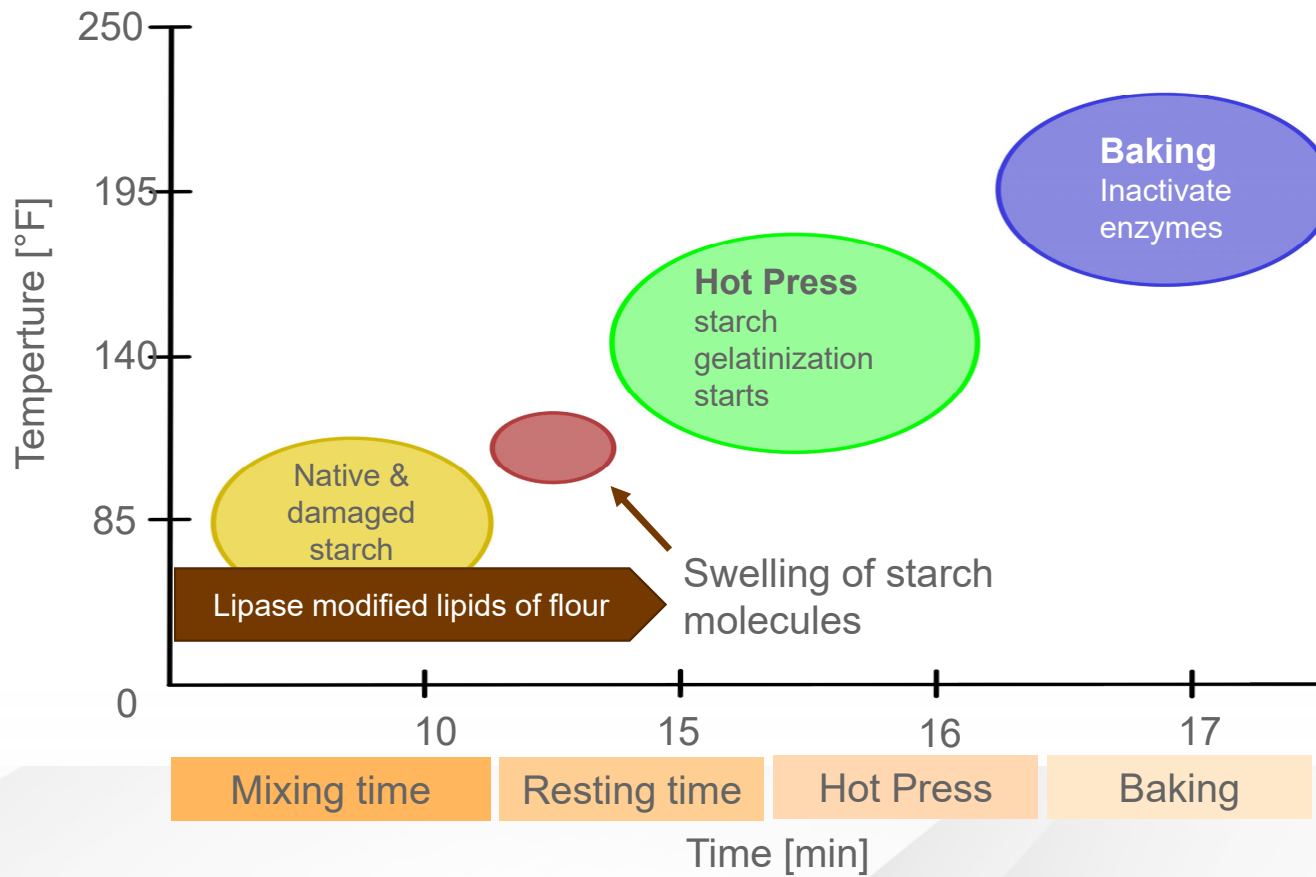 250
195
140
85
0
Temperture [°F]
Baking
Inactivate
enzymes
Hot Press
starch
gelatinization
starts
Native &
damaged
starch
Lipase modified lipids of flour
Swelling of starch
molecules
10
15
16
17
Mixing time
Resting time
Hot Press
Baking
Time [min]